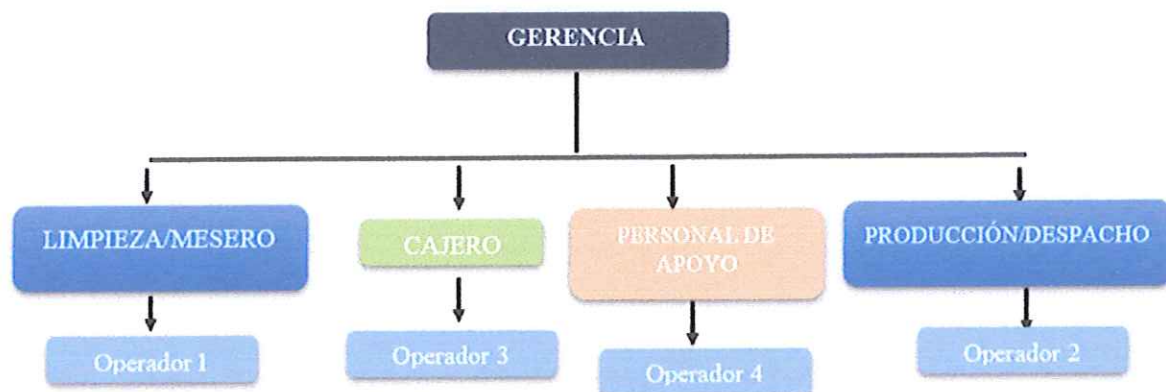 GERENCIA
LIMPIEZA/MESERO
CAJERO
PERSONAL DE
APOYO
PRODUCCIÓN/DESPACHO
Operador 1
Operador 3
Operador 4
Operador 2